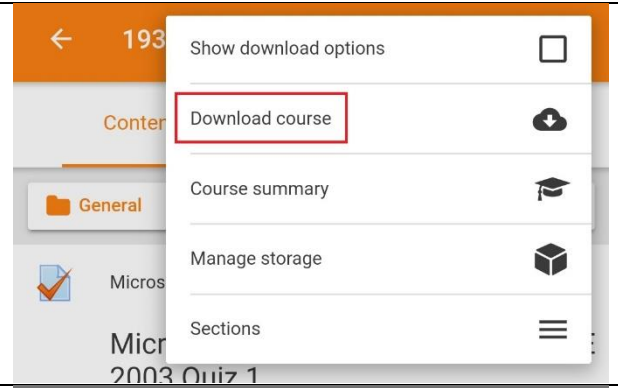 193
Show download options
Conten
Download course
General
Course summary
Micros
Manage storage
Micr
Sections
E
2003 Quiz 1